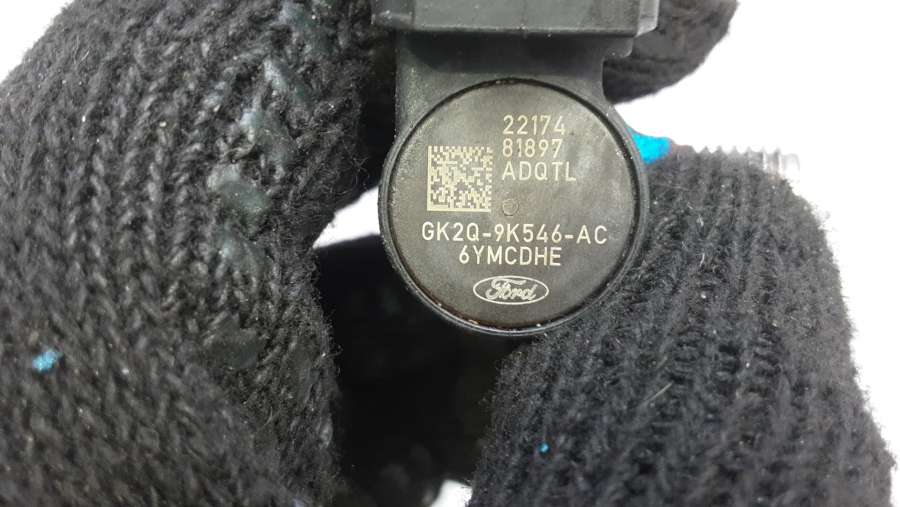 22174
81897
ADQTL
GK2Q-9K546-AC
6YMCDHE
Ford